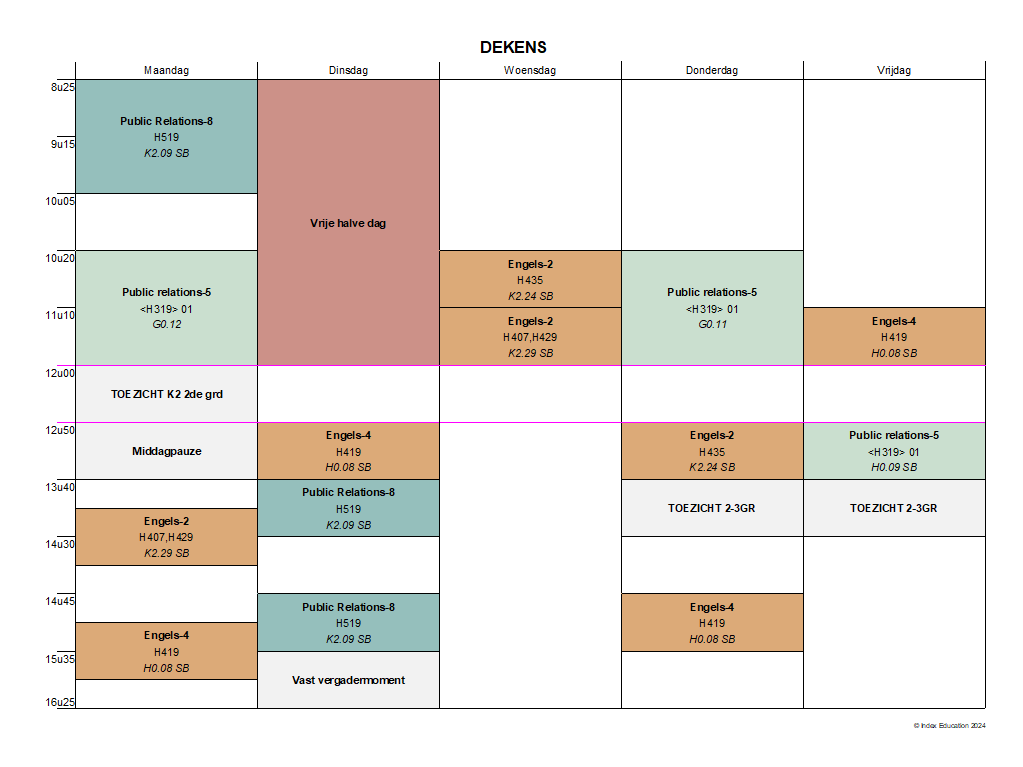 DEKENS
Maandag
Dinsdag
Woensdag
Donderdag
Vrijdag
8u25
9u15
10u05
10u20
11u10
12u00
12u50
13u40
14u30
14u45
15u35
16u25
Public Relations-8
H519
K2.09 SB
Public relations-5
<H319> 01
G0.12
TOEZICHT K2 2de grd
Middagpauze
Engels-2
H407,H429
K2.29 SB
Engels-4
H419
H0.08 SB
Vrije halve dag
Engels-4
H419
H0.08 SB
Public Relations-8
H519
K2.09 SB
Public Relations-8
H519
K2.09 SB
Vast vergadermoment
Engels-2
H435
K2.24 SB
Engels-2
H407,H429
K2.29 SB
Public relations-5
<H319> 01
G0.11
Engels-2
H435
K2.24 SB
TOEZICHT 2-3GR
Engels-4
H419
H0.08 SB
Engels-4
H419
H0.08 SB
Public relations-5
<H319> 01
H0.09 SB
TOEZICHT 2-3GR
© Index Education 2024